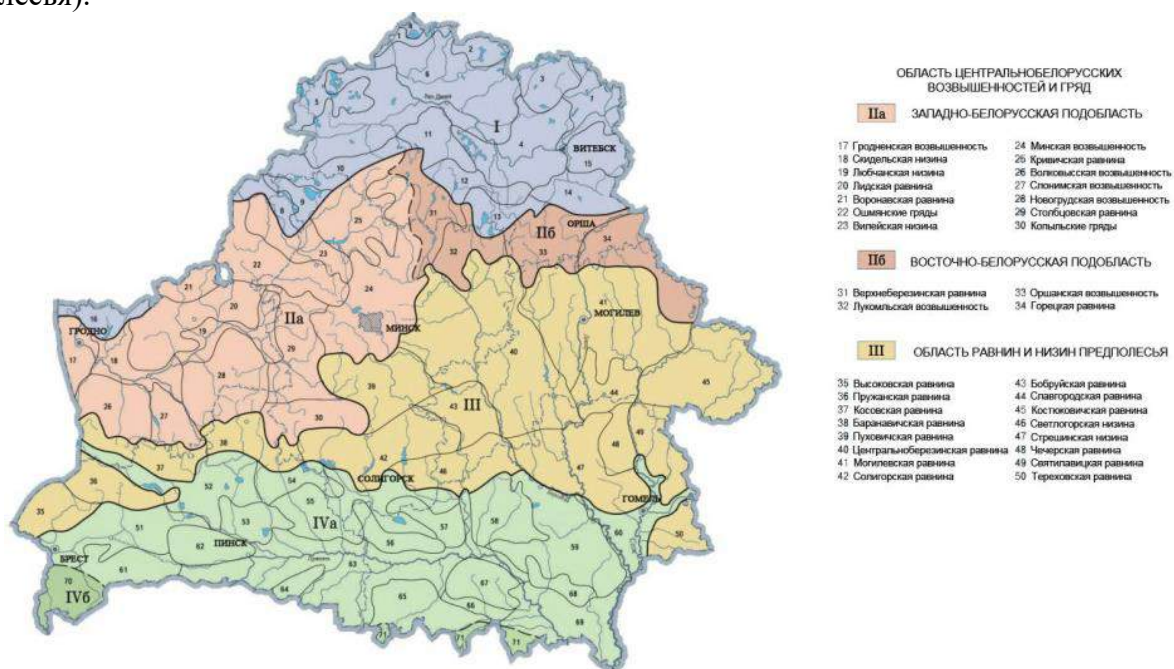 ОБЛАСТЬ ЦЕНТРАЛЬНОБЕЛОРУССКИХ
ВОЗВЫШЕННОСТЕЙ И ГРЯД
IIа ЗАПАДНО-БЕЛОРУССКАЯ ПОДОБЛАСТЬ
17 Гродненская возвышенность
18 Скидельская низина
19 Любчанская низина
20 Лидская равнина
21 Воронавская равнина
22 Ошмянские гряды
23 Вилейская низина
24 Минская возвышенность
25 Кривичская равнина
26 Волковысская возвышенность
27 Слонимская возвышенность
28 Новогрудская возвышенность
29 Столбцовская равнина
30 Копыльские гряды
IIб ВОСТОЧНО-БЕЛОРУССКАЯ ПОДОБЛАСТЬ
31 Верхнеберезинская равнина
32 Лукомльская возвышенность
33 Оршанская возвышенность
34 Горецкая равнина
III ОБЛАСТЬ РАВНИН И НИЗИН ПРЕДПОЛЕСЬЯ
35 Высоковская равнина
36 Пружанская равнина
37 Косовская равнина
38 Баранавичская равнина
39 Пуховичская равнина
40 Центральноберезинская равнина
41 Могилевская равнина
42 Солигорская равнина
43 Бобруйская равнина
44 Славгородская равнина
45 Костюковичская равнина
46 Светлогорская низина
47 Стрешинская низина
48 Чечерская равнина
49 Святилавицкая равнина
50 Тереховская равнина
I
ВИТЕБСК
IIб
ОРША
IIа
ГРОДНО
МИНСК
МОГИЛЕВ
III
СОЛИГОРСК
ГОМЕЛЬ
IVа
ПИНСК
БРЕСТ
IVб